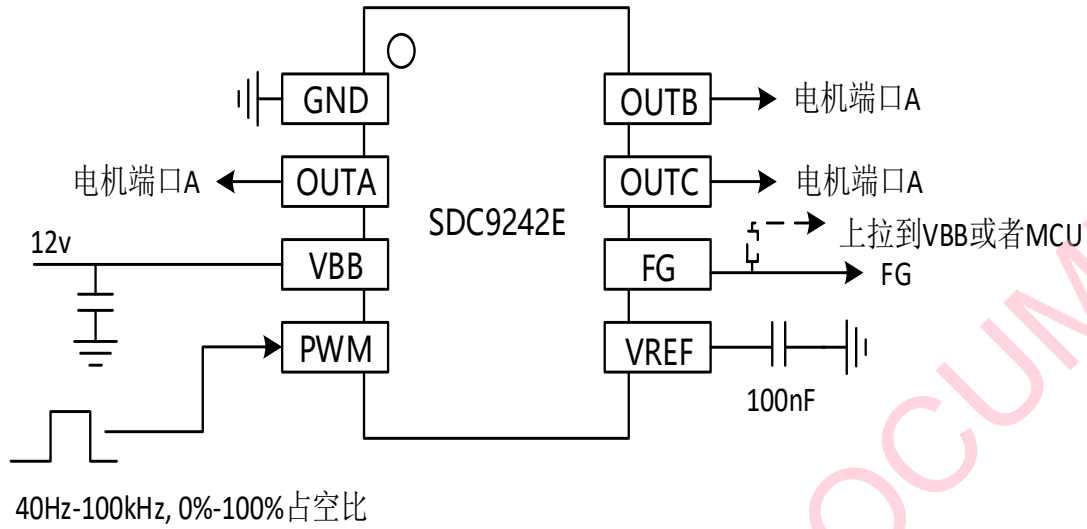 GND
OUTB
电机端口A
电机端口A
OUTA
OUTC
电机端口A
SDC9242E
上拉到VBB或者MCU
12v
VBB
FG
FG
PWM
VREF
100nF
40Hz-100kHz, 0%-100%占空比
OCUM